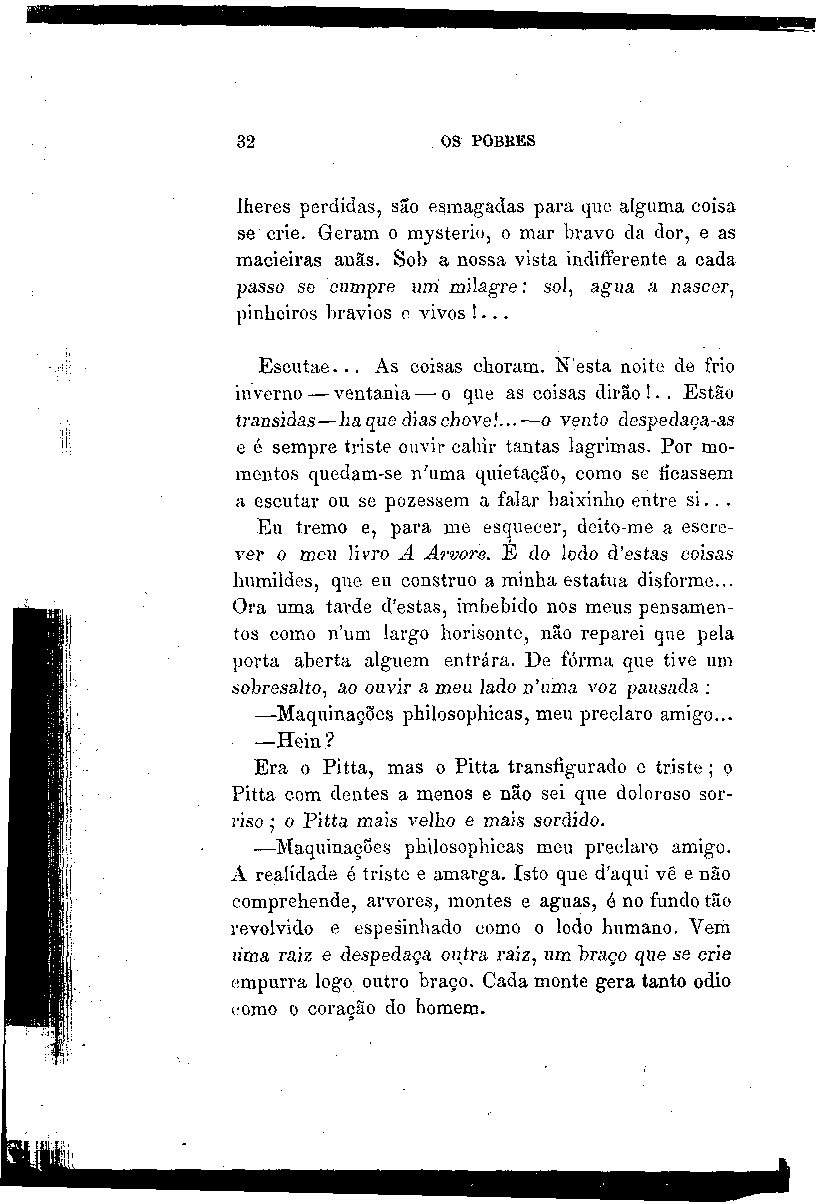 32 OS POBRES
lheres perdidas, são esmagadas para que alguma coisa
se crie. Geram o mysterio, o mar bravo da dor, e as
macieiras anãs. Sob a nossa vista indifferente a cada
passo se cumpre um milagre: sol, agua a nascer,
pinheiros bravios e vivos!...
Escutae... As coisas choram. N'esta noite de frio
inverno—ventania—o que as coisas dirão!.. Estão
transidas—ha que dias chove!...—o vento despedaça-as
e é sempre triste ouvir cahir tantas lagrimas. Por mo-
mentos quedam-se n'uma quietação, como se ficassem
a escutar ou se pozessem a falar baixinho entre si...
Eu tremo e, para me esquecer, deito-me a escre-
ver o meu livro A Arvore. É do lodo d'estas coisas
humildes, que eu construo a minha estatua disforme...
Ora uma tarde d'estas, imbebido nos meus pensamen-
tos como n'um largo horisonte, não reparei que pela
porta aberta alguem entrára. De fórma que tive um
sobresalto, ao ouvir a meu lado n'uma voz pausada:
—Maquinações philosophicas, meu preclaro amigo...
—Hein?
Era o Pitta, mas o Pitta transfigurado e triste; o
Pitta com dentes a menos e não sei que doloroso sor-
riso; o Pitta mais velho e mais sordido.
—Maquinações philosophicas meu preclaro amigo.
A realidade é triste e amarga. Isto que d'aqui vê e não
comprehende, arvores, montes e aguas, é no fundo tão
revolvido e espesinhado como o lodo humano. Vem
uma raiz e despedaça outra raiz, um braço que se crie
empurra logo outro braço. Cada monte gera tanto odio
como o coração do homem.